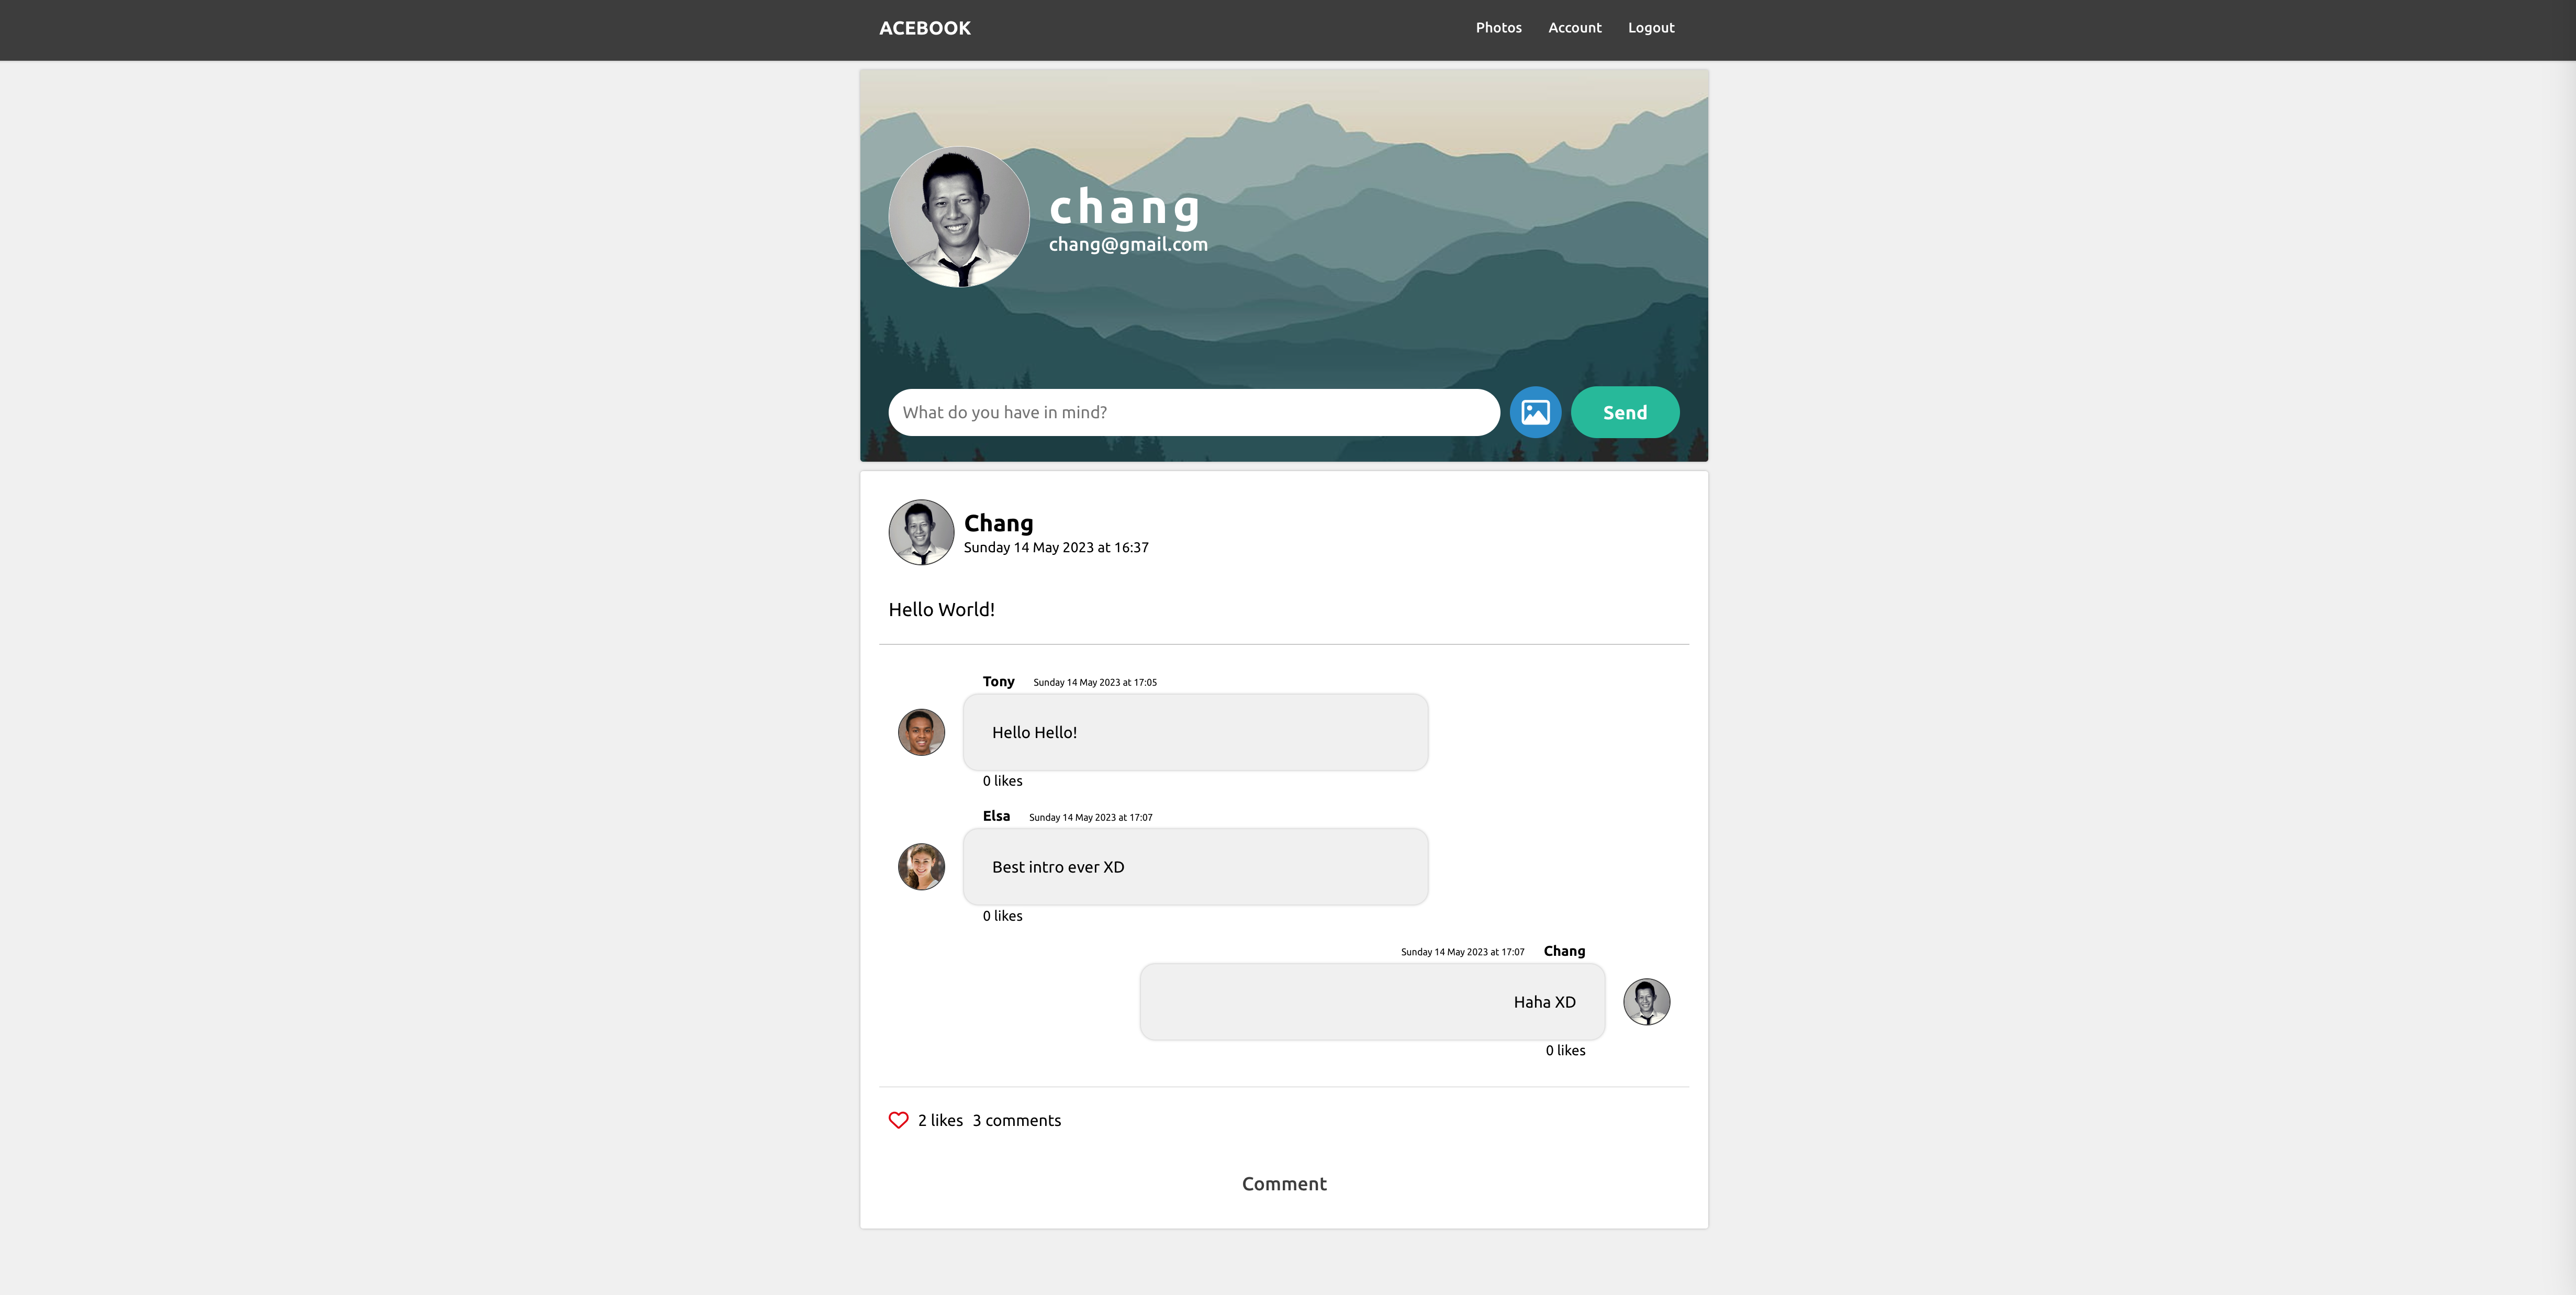 ACEBOOK
Photos Account Logout
chang
chang@gmail.com
What do you have in mind?
Send
Chang
Sunday 14 May 2023 at 16:37
Hello World!
Tony Sunday 14 May 2023 at 17:05
Hello Hello!
0 likes
Elsa Sunday 14 May 2023 at 17:07
Best intro ever XD
0 likes
Sunday 14 May 2023 at 17:07 Chang
Haha XD
0 likes
2 likes 3 comments
Comment